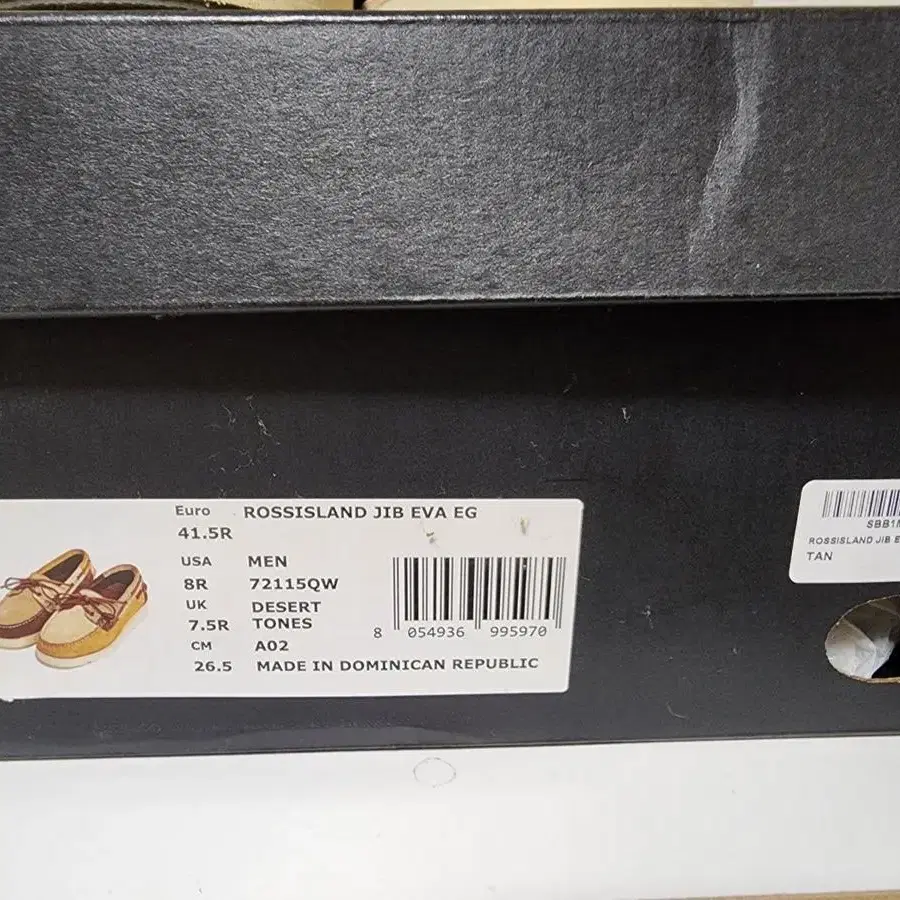 Euro ROSSISLAND JIB EVA EG
41.5R
USA MEN
8R 72115QW
UK DESERT
7.5R TONES
CM A02
26.5 MADE IN DOMINICAN REPUBLIC
8 054936 995970
SBB1
ROSSISLAND JIB E
TAN